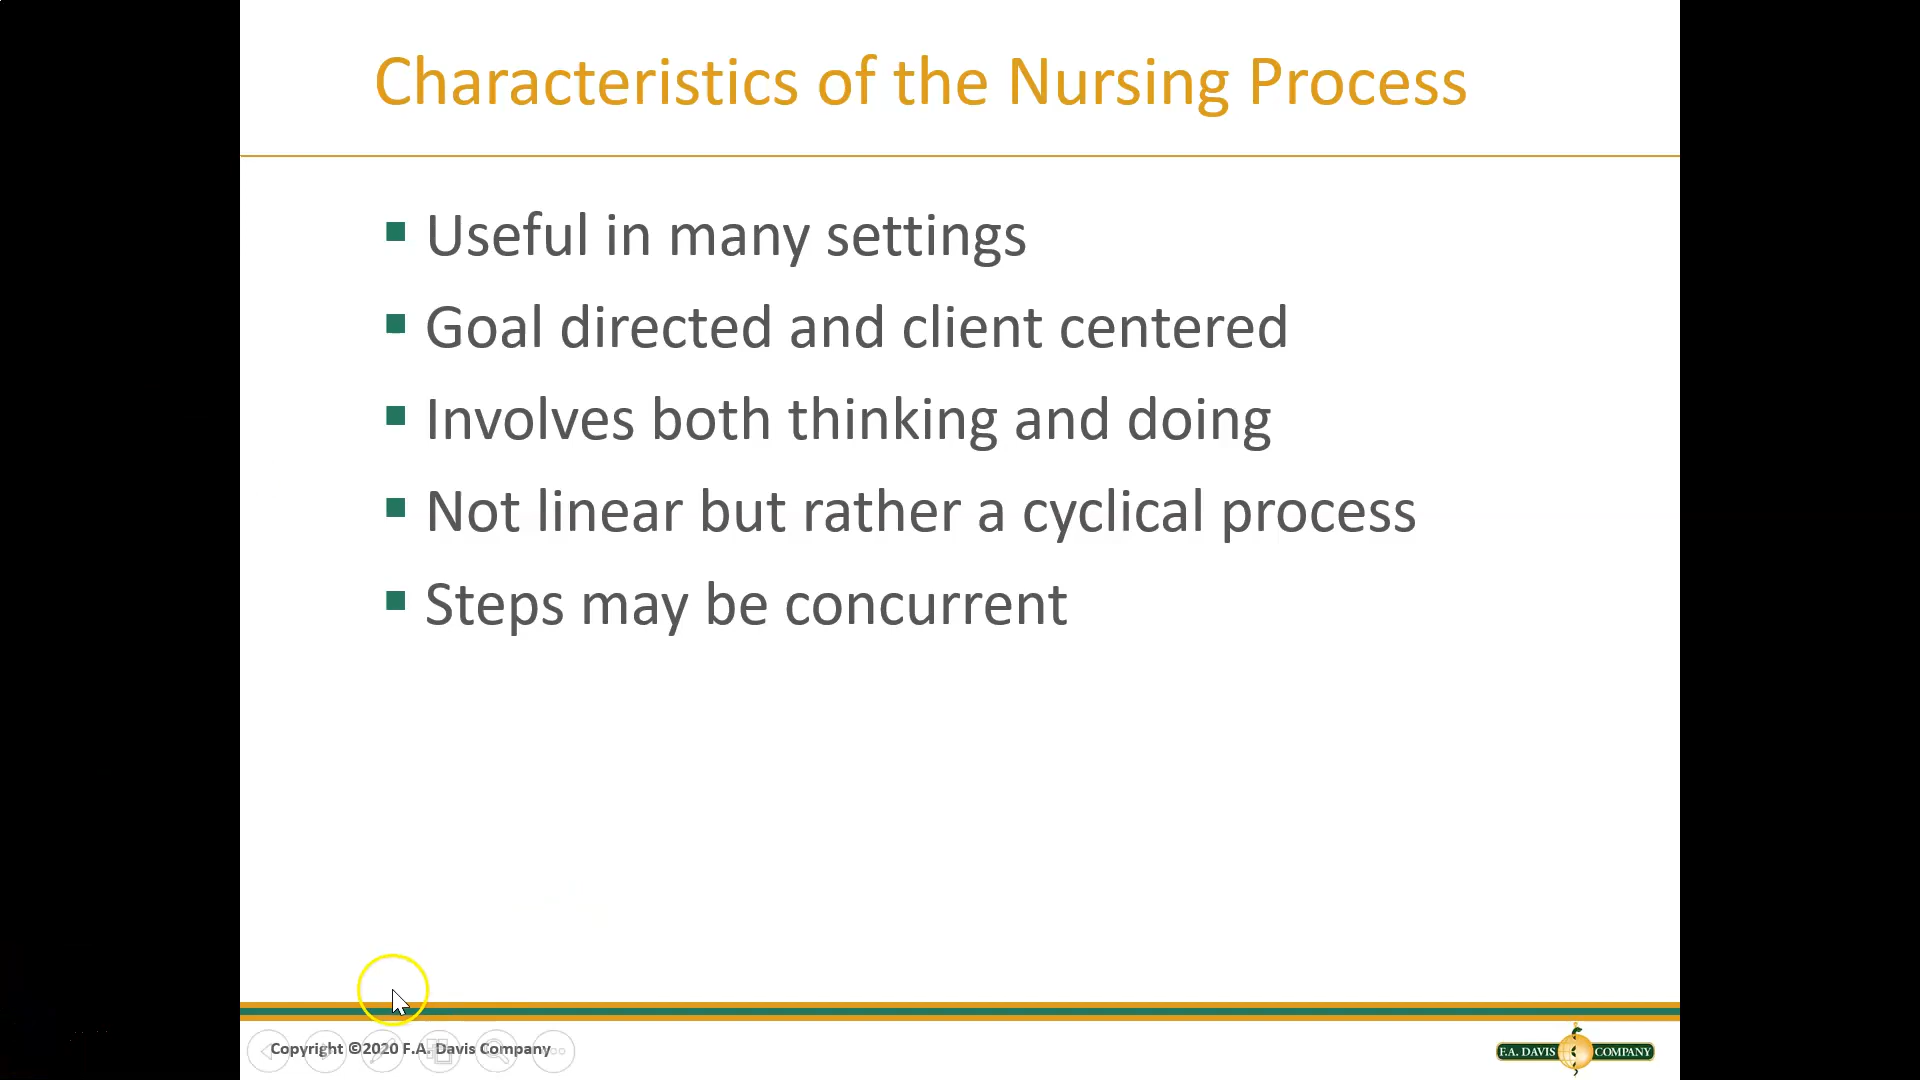 Characteristics of the Nursing Process
Useful in many settings
Goal directed and client centered
Involves both thinking and doing
Not linear but rather a cyclical process
Steps may be concurrent
Copyright ©2020 F.A. Davis Company
F.A. DAVIS COMPANY